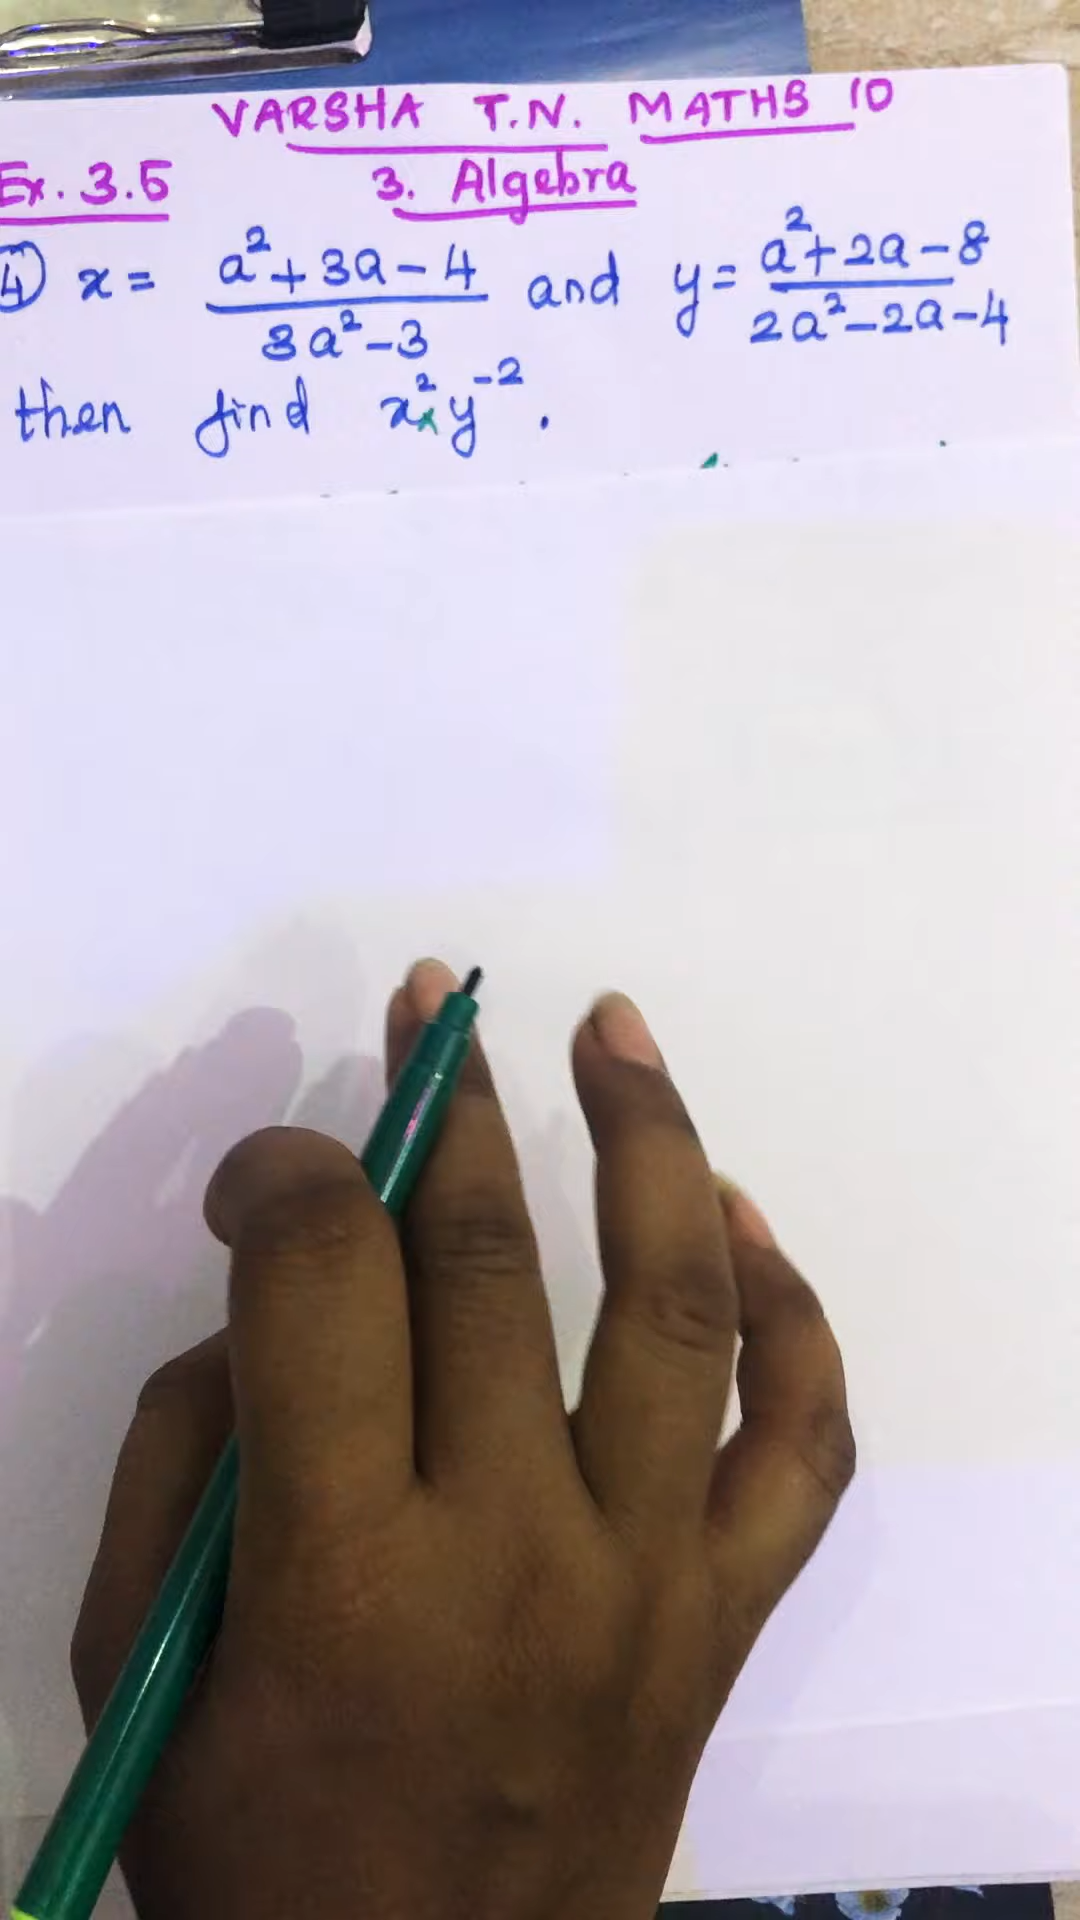 VARSHA T.N. MATHS 10
Ex. 3.5 3. Algebra
④ x = (a²+3a-4)/(3a²-3) and y = (a²+2a-8)/(2a²-2a-4)
then find x²×y⁻².